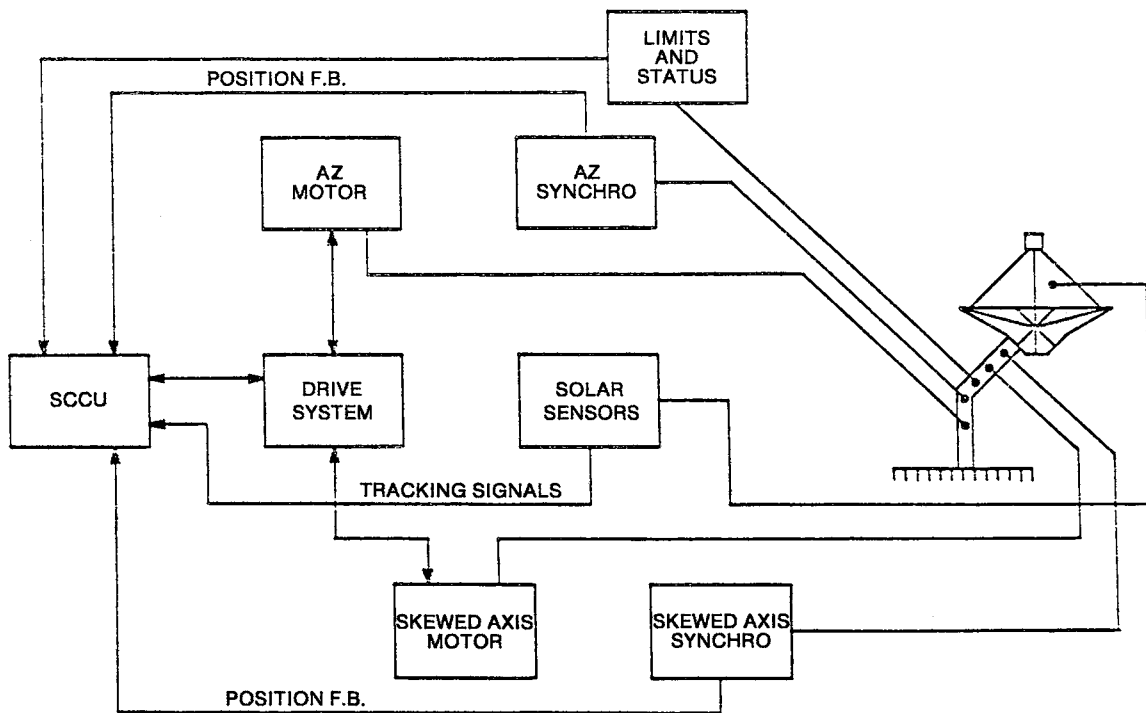 LIMITS
AND
STATUS
POSITION F.B.
AZ
MOTOR
AZ
SYNCHRO
SCCU
DRIVE
SYSTEM
SOLAR
SENSORS
TRACKING SIGNALS
SKEWED AXIS
MOTOR
SKEWED AXIS
SYNCHRO
POSITION F.B.